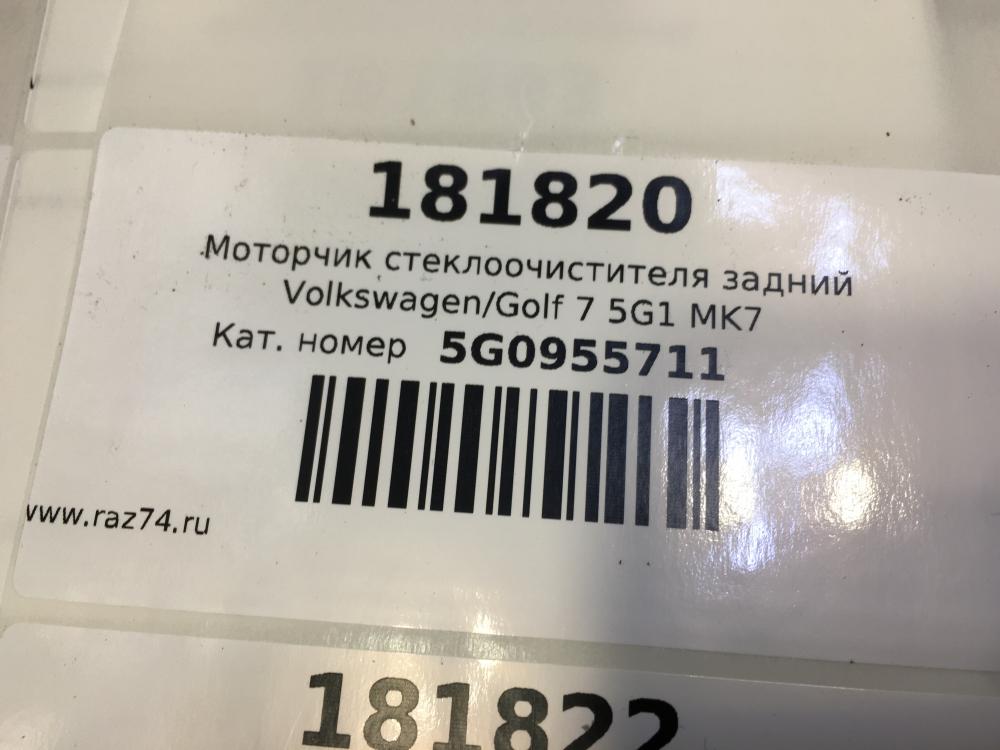 181820
Моторчик стеклоочистителя задний
Volkswagen/Golf 7 5G1 MK7
Кат. номер 5G0955711
www.raz74.ru
181822